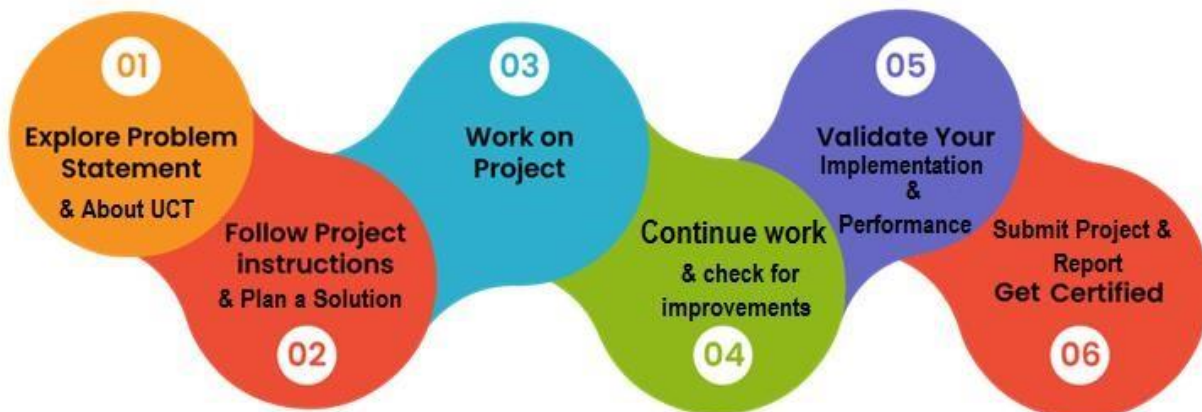 01
Explore Problem
Statement
& About UCT
Follow Project
instructions
& Plan a Solution
02
03
Work on
Project
Continue work
& check for
improvements
04
05
Validate Your
Implementation
&
Performance
Submit Project &
Report
Get Certified
06